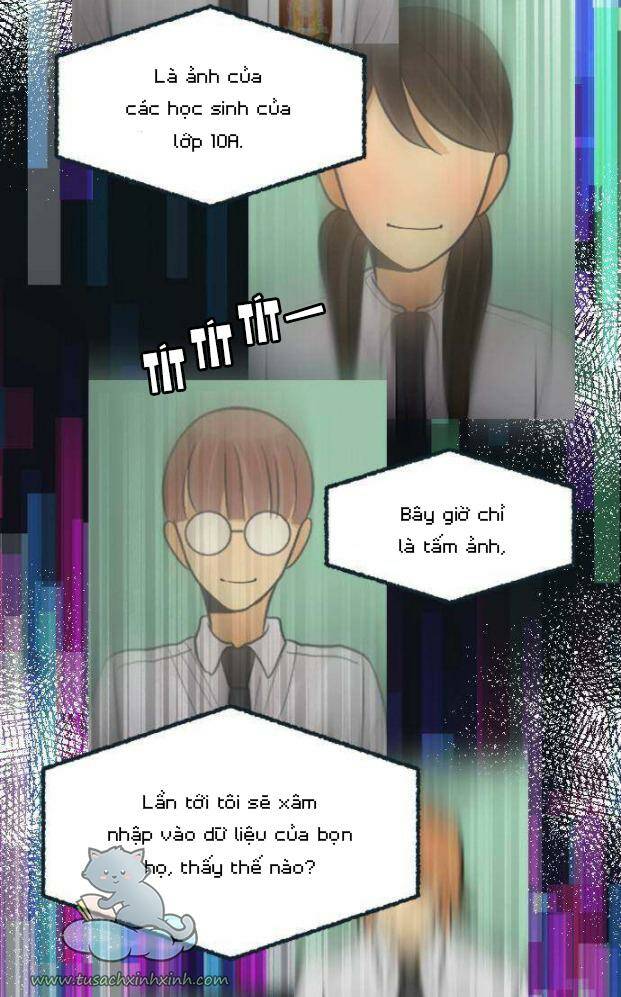 Là ảnh của
các học sinh của
lớp 10A.
TÍT TÍT TÍT—
Bây giờ chỉ
là tấm ảnh,
Lần tới tôi sẽ xâm
nhập vào dữ liệu của bọn
họ, thấy thế nào?
www.tusachxinhxinh.com